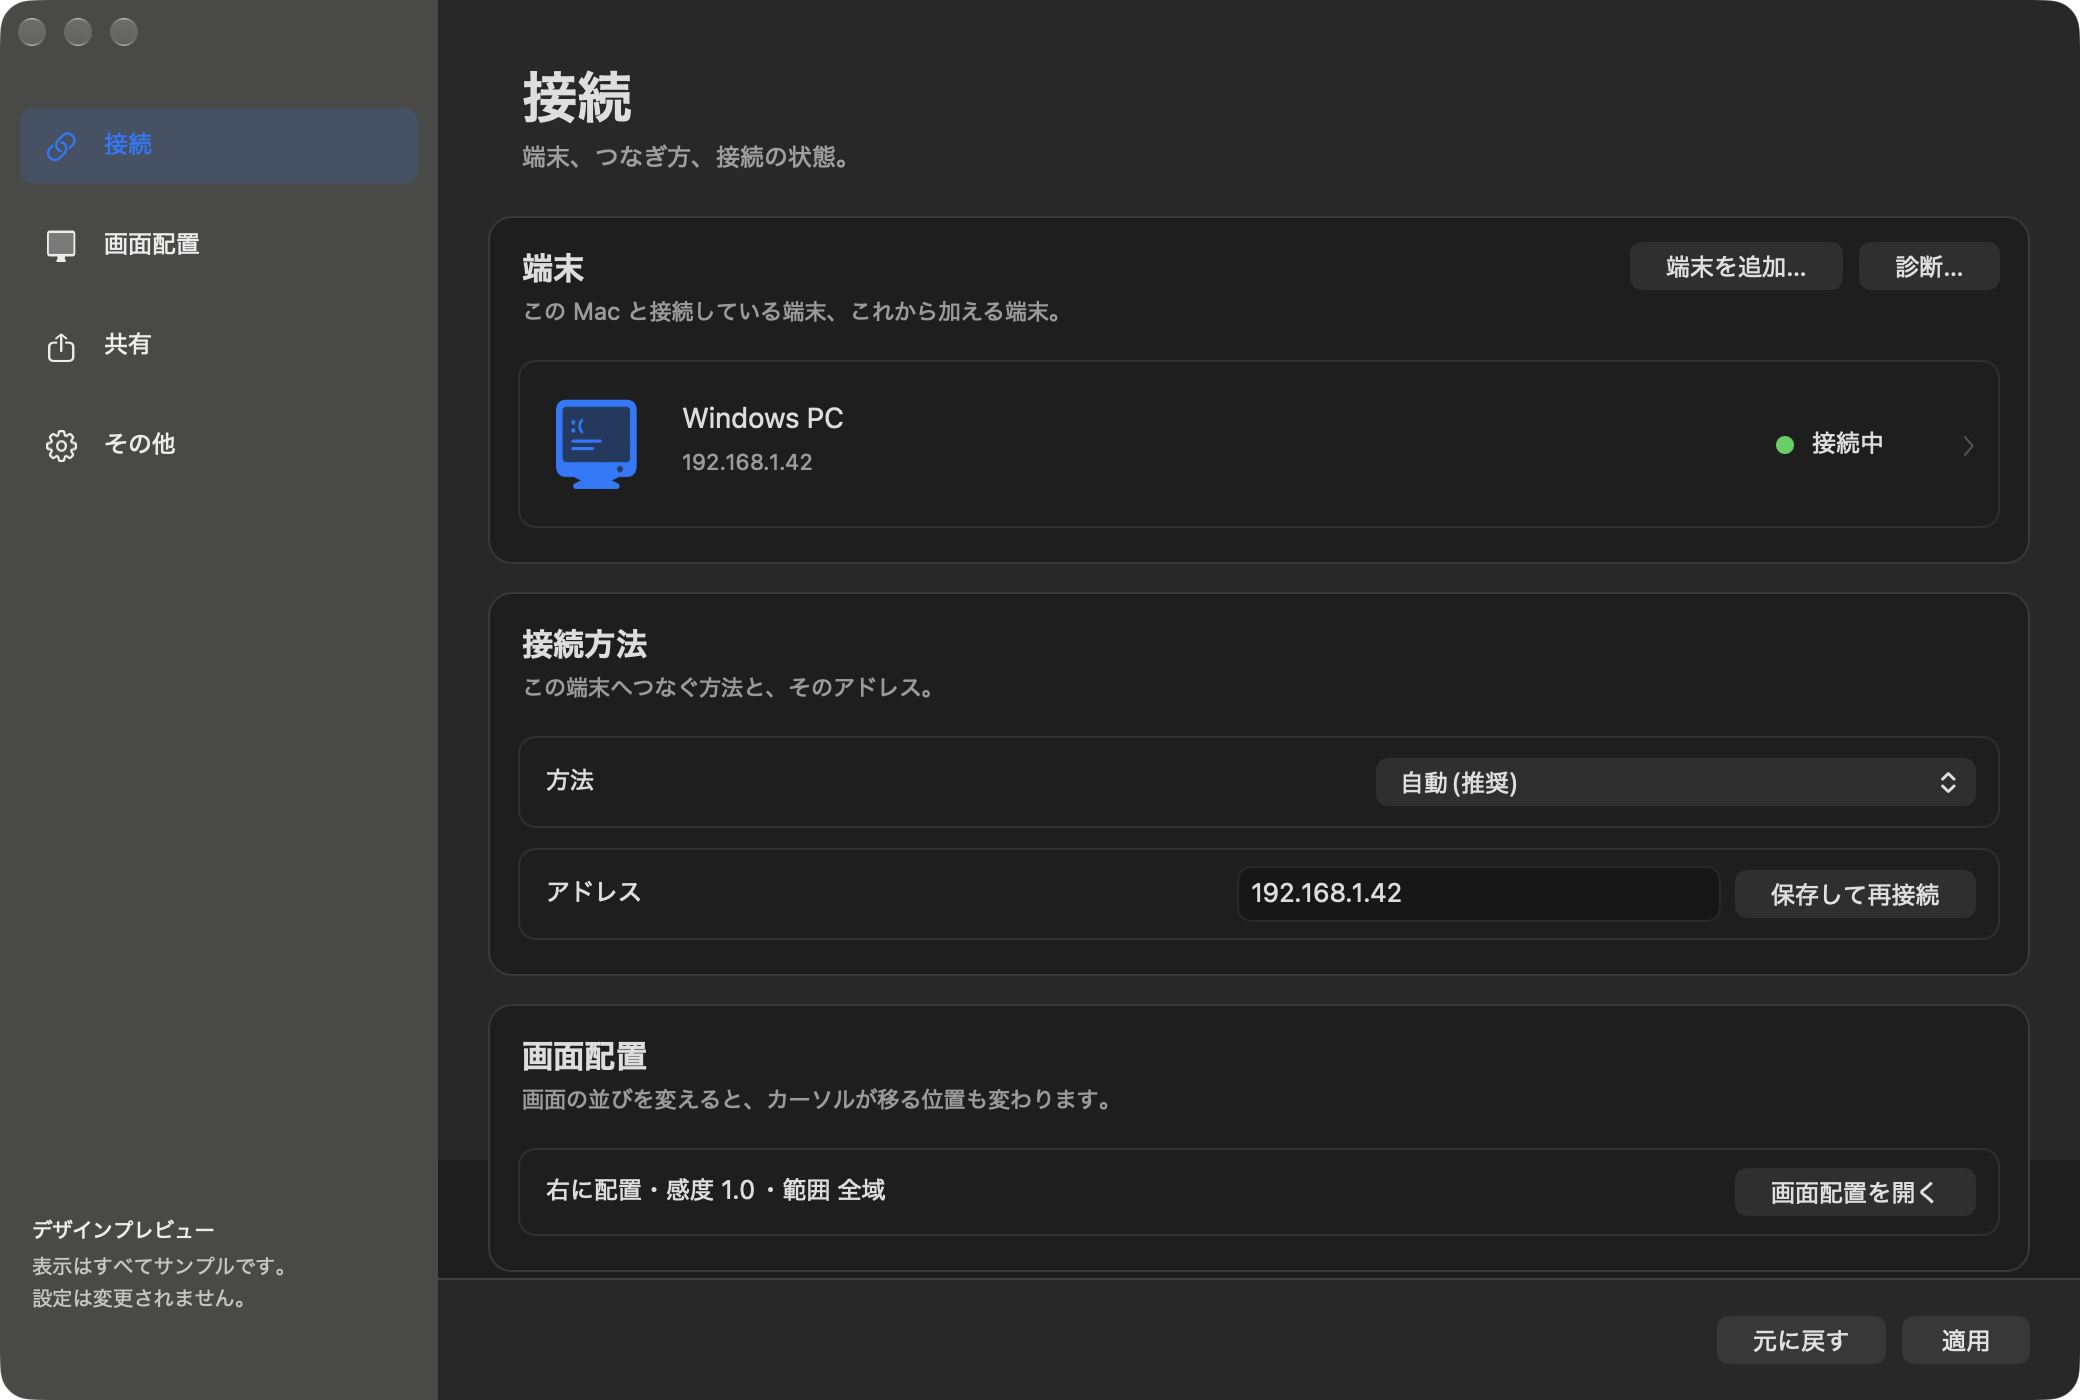 接続
画面配置
共有
その他
デザインプレビュー
表示はすべてサンプルです。
設定は変更されません。
接続
端末、つなぎ方、接続の状態。
端末
端末を追加...
診断...
この Mac と接続している端末、これから加える端末。
Windows PC
192.168.1.42
接続中
接続方法
この端末へつなぐ方法と、そのアドレス。
方法
自動 (推奨)
アドレス
192.168.1.42
保存して再接続
画面配置
画面の並びを変えると、カーソルが移る位置も変わります。
右に配置・感度 1.0・範囲 全域
画面配置を開く
元に戻す
適用